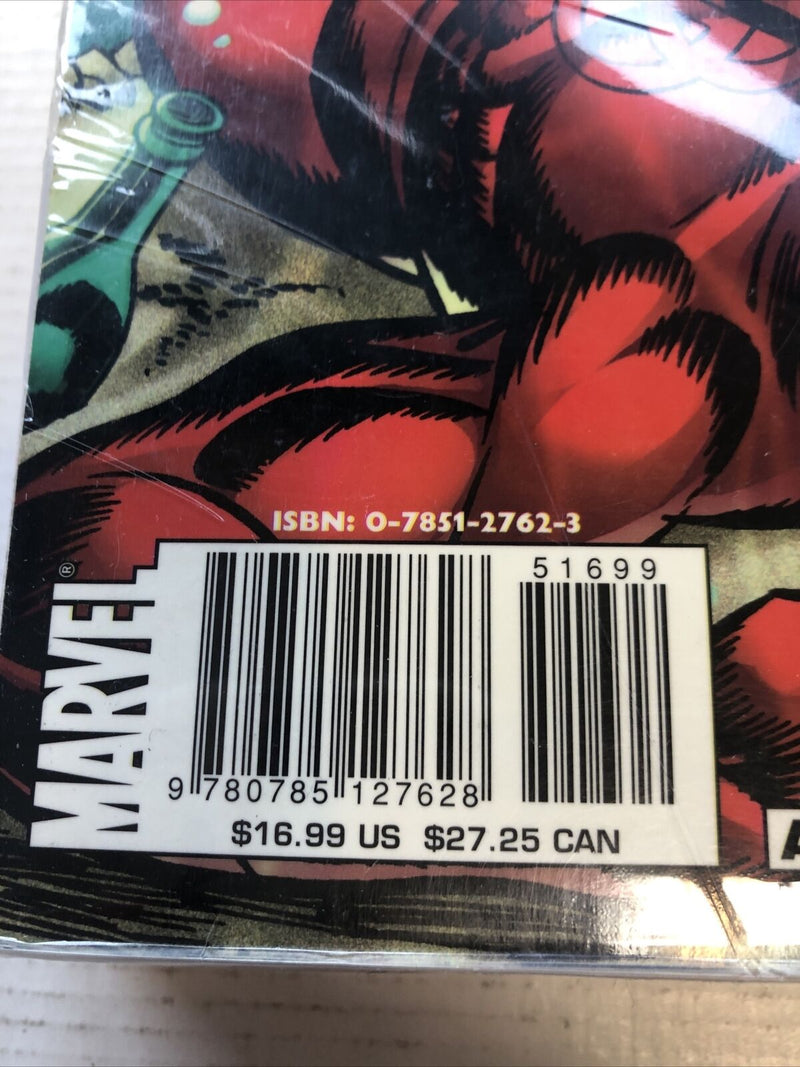 ISBN: 0-7851-2762-3
MARVEL®
51699
9 780785 127628
$16.99 US $27.25 CAN
A